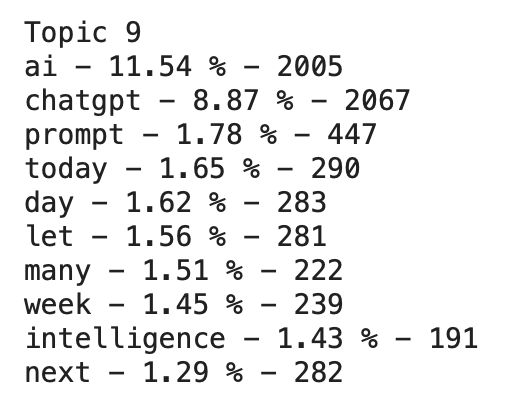 Topic 9
ai – 11.54 % – 2005
chatgpt – 8.87 % – 2067
prompt – 1.78 % – 447
today – 1.65 % – 290
day – 1.62 % – 283
let – 1.56 % – 281
many – 1.51 % – 222
week – 1.45 % – 239
intelligence – 1.43 % – 191
next – 1.29 % – 282